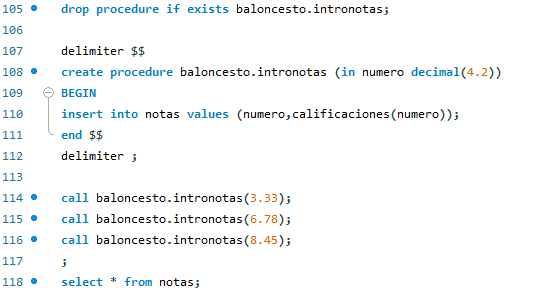 105 drop procedure if exists baloncesto.intronotas;
106
107 delimiter $$
108 create procedure baloncesto.intronotas (in numero decimal(4.2))
109 BEGIN
110 insert into notas values (numero,calificaciones(numero));
111 end $$
112 delimiter ;
113
114 call baloncesto.intronotas(3.33);
115 call baloncesto.intronotas(6.78);
116 call baloncesto.intronotas(8.45);
117 ;
118 select * from notas;